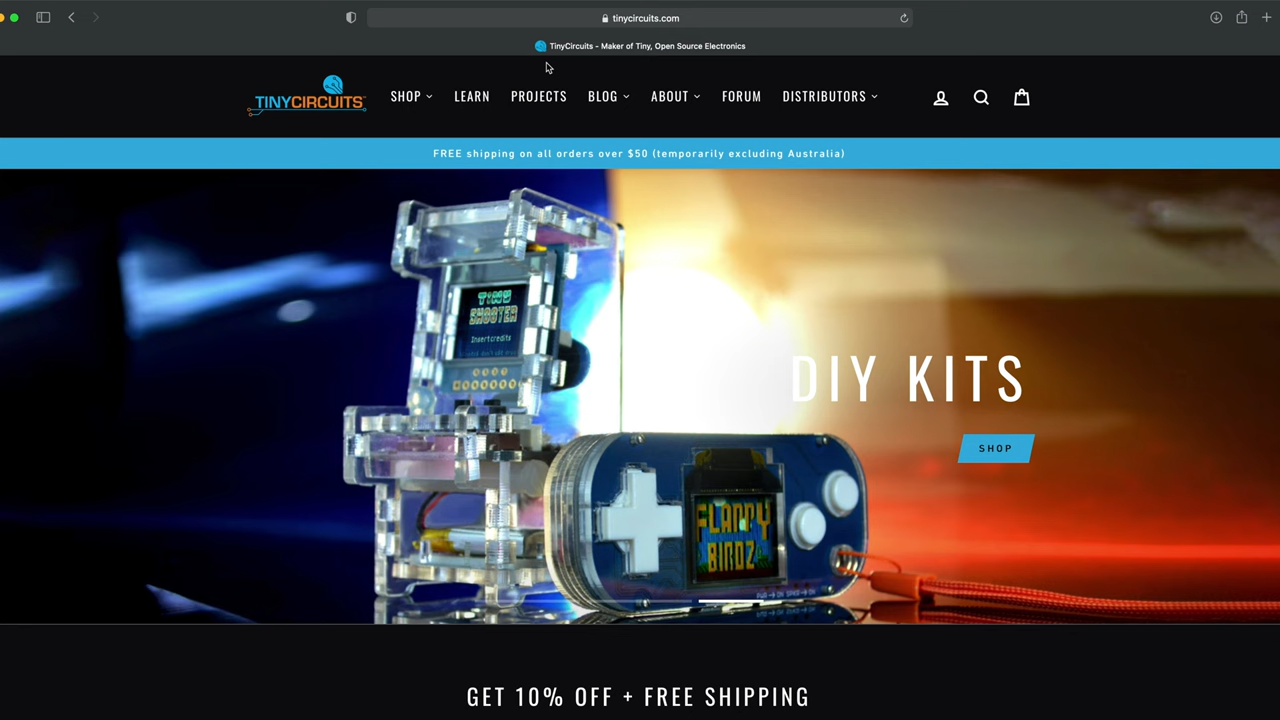 tinycircuits.com
TinyCircuits - Maker of Tiny, Open Source Electronics
TINYCIRCUITS
SHOP LEARN PROJECTS BLOG ABOUT FORUM DISTRIBUTORS
FREE shipping on all orders over $50 (temporarily excluding Australia)
TINY
SHOOTER
Insert credits
DIY KITS
SHOP
FLAPPY
BIRDZ
GET 10% OFF + FREE SHIPPING